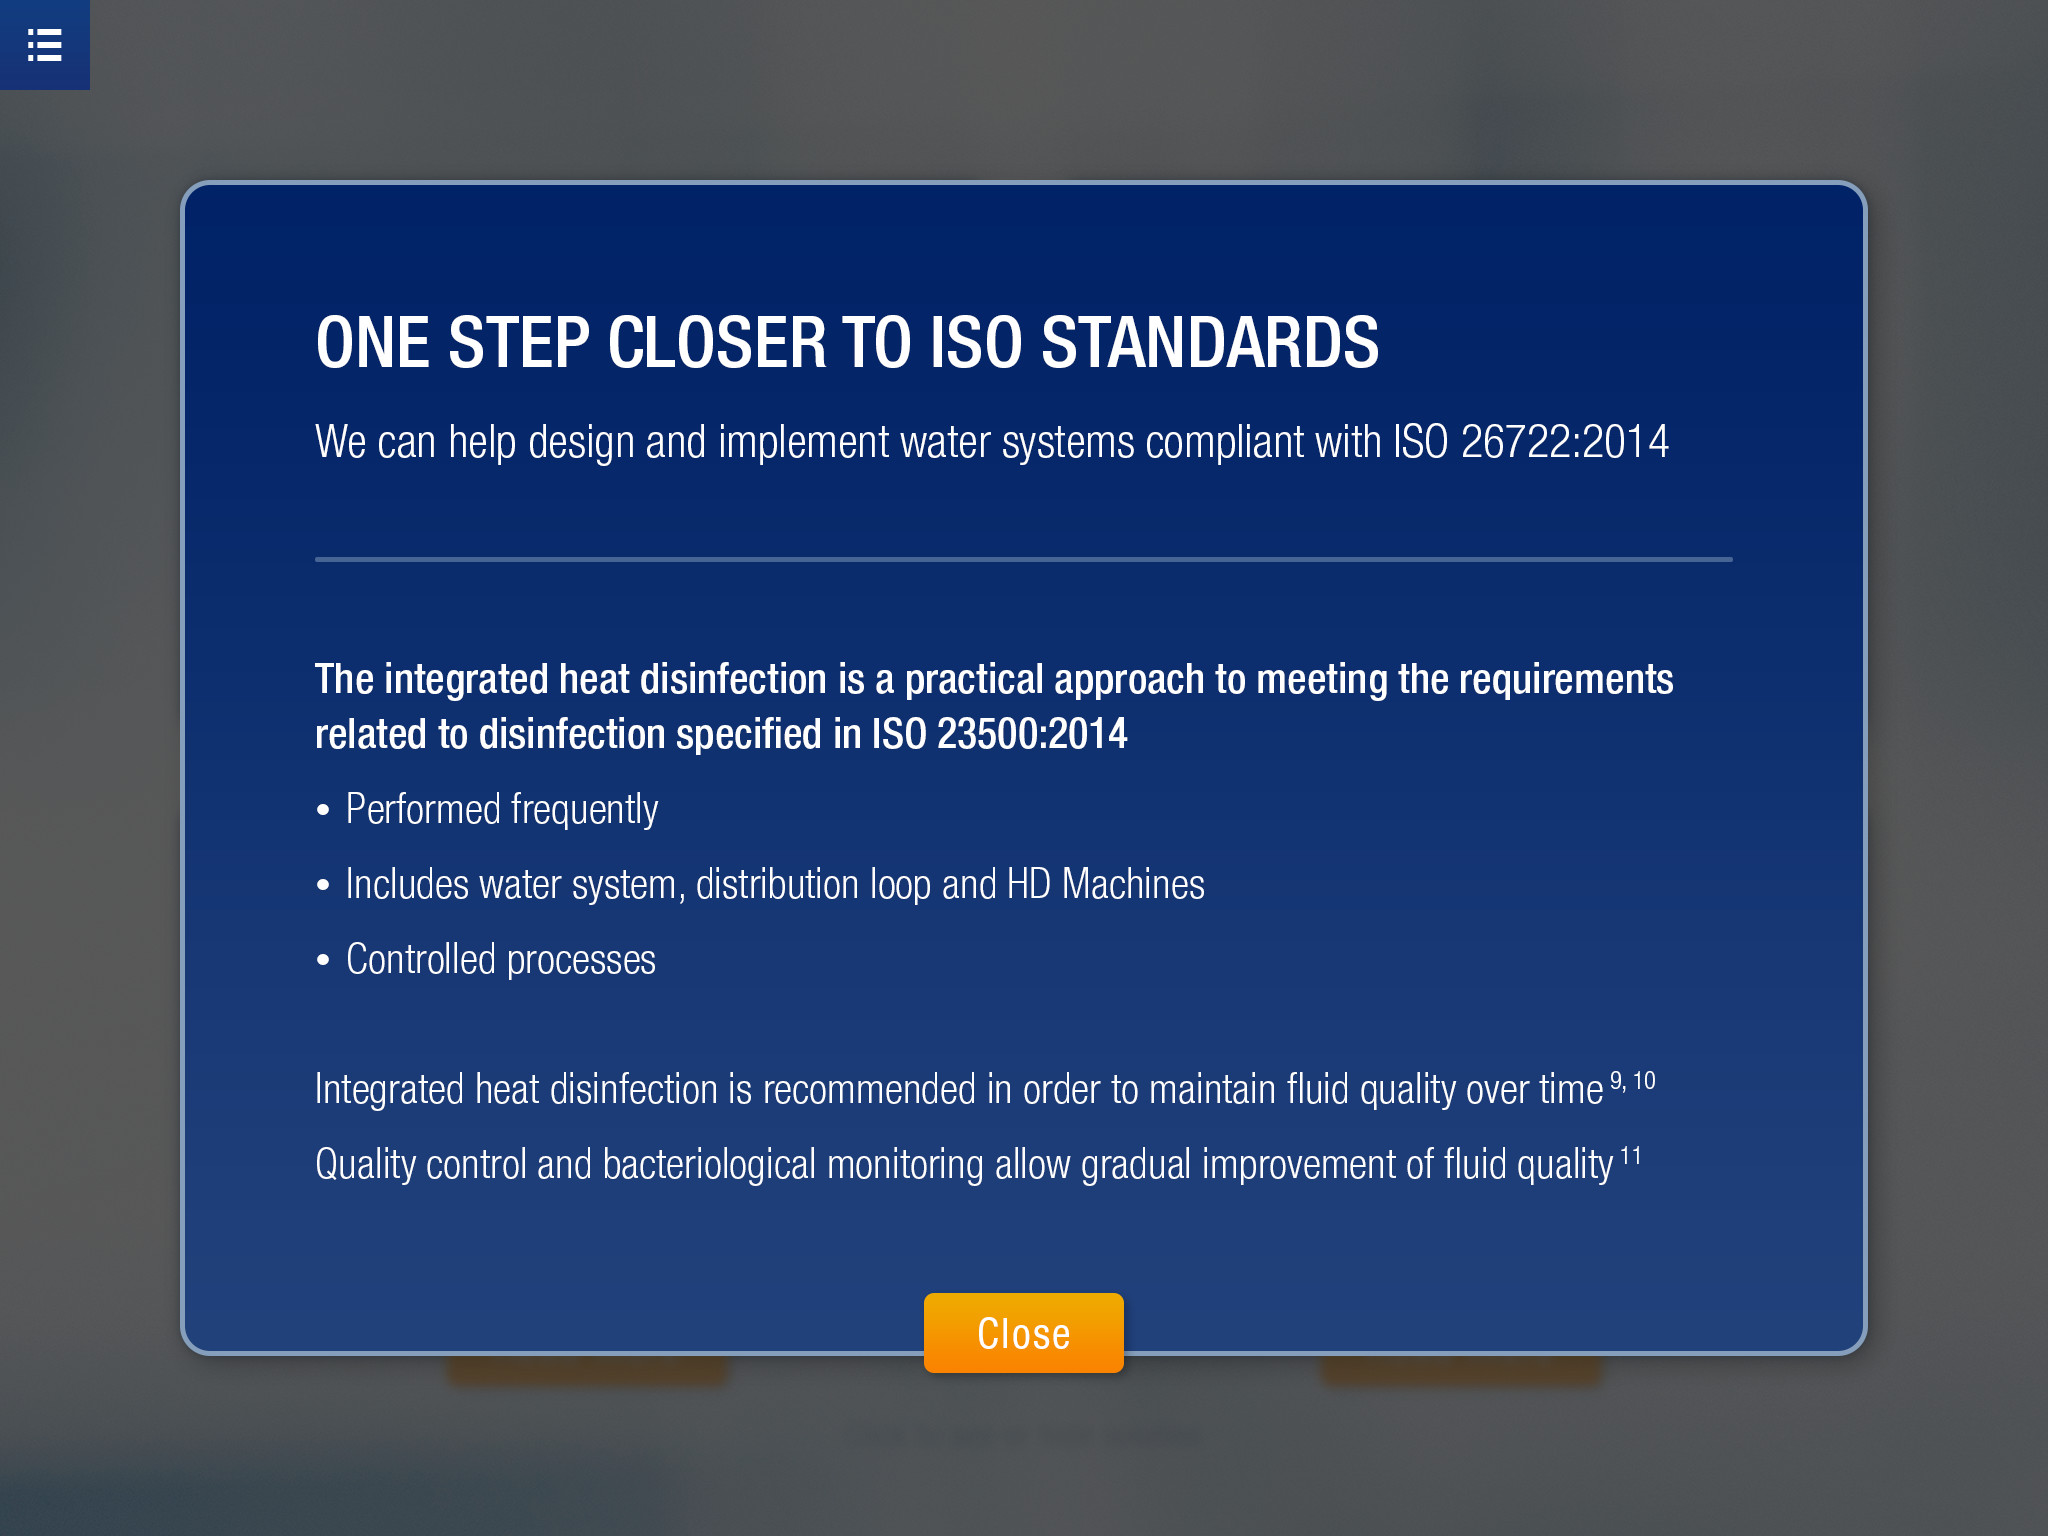 ONE STEP CLOSER TO ISO STANDARDS
We can help design and implement water systems compliant with ISO 26722:2014
The integrated heat disinfection is a practical approach to meeting the requirements
related to disinfection specified in ISO 23500:2014
• Performed frequently
• Includes water system, distribution loop and HD Machines
• Controlled processes
Integrated heat disinfection is recommended in order to maintain fluid quality over time 9, 10
Quality control and bacteriological monitoring allow gradual improvement of fluid quality 11
Close